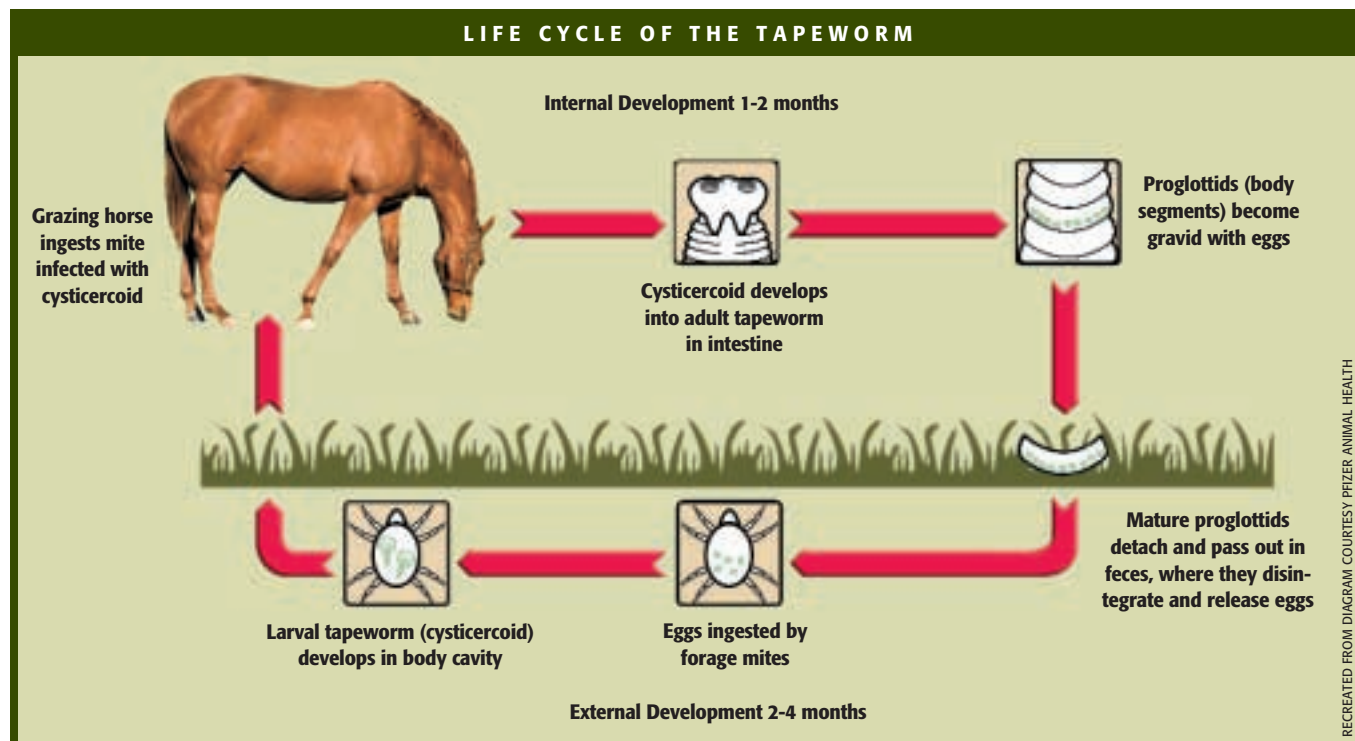 LIFE CYCLE OF THE TAPEWORM
Internal Development 1-2 months
Grazing horse
ingests mite
infected with
cysticercoid
Cysticercoid develops
into adult tapeworm
in intestine
Proglottids (body
segments) become
gravid with eggs
Mature proglottids
detach and pass out in
feces, where they disin-
tegrate and release eggs
Eggs ingested by
forage mites
Larval tapeworm (cysticercoid)
develops in body cavity
External Development 2-4 months
RECREATED FROM DIAGRAM COURTESY PFIZER ANIMAL HEALTH